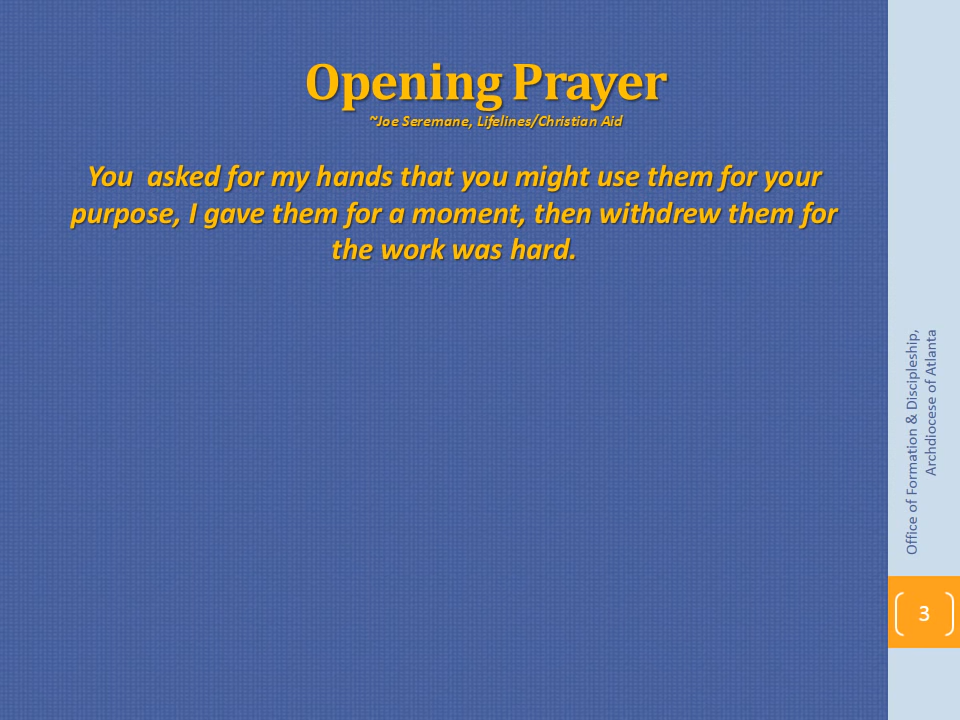 Opening Prayer
~Joe Seremane, Lifelines/Christian Aid
You  asked for my hands that you might use them for your
purpose, I gave them for a moment, then withdrew them for
the work was hard.
Office of Formation & Discipleship,
Archdiocese of Atlanta
3